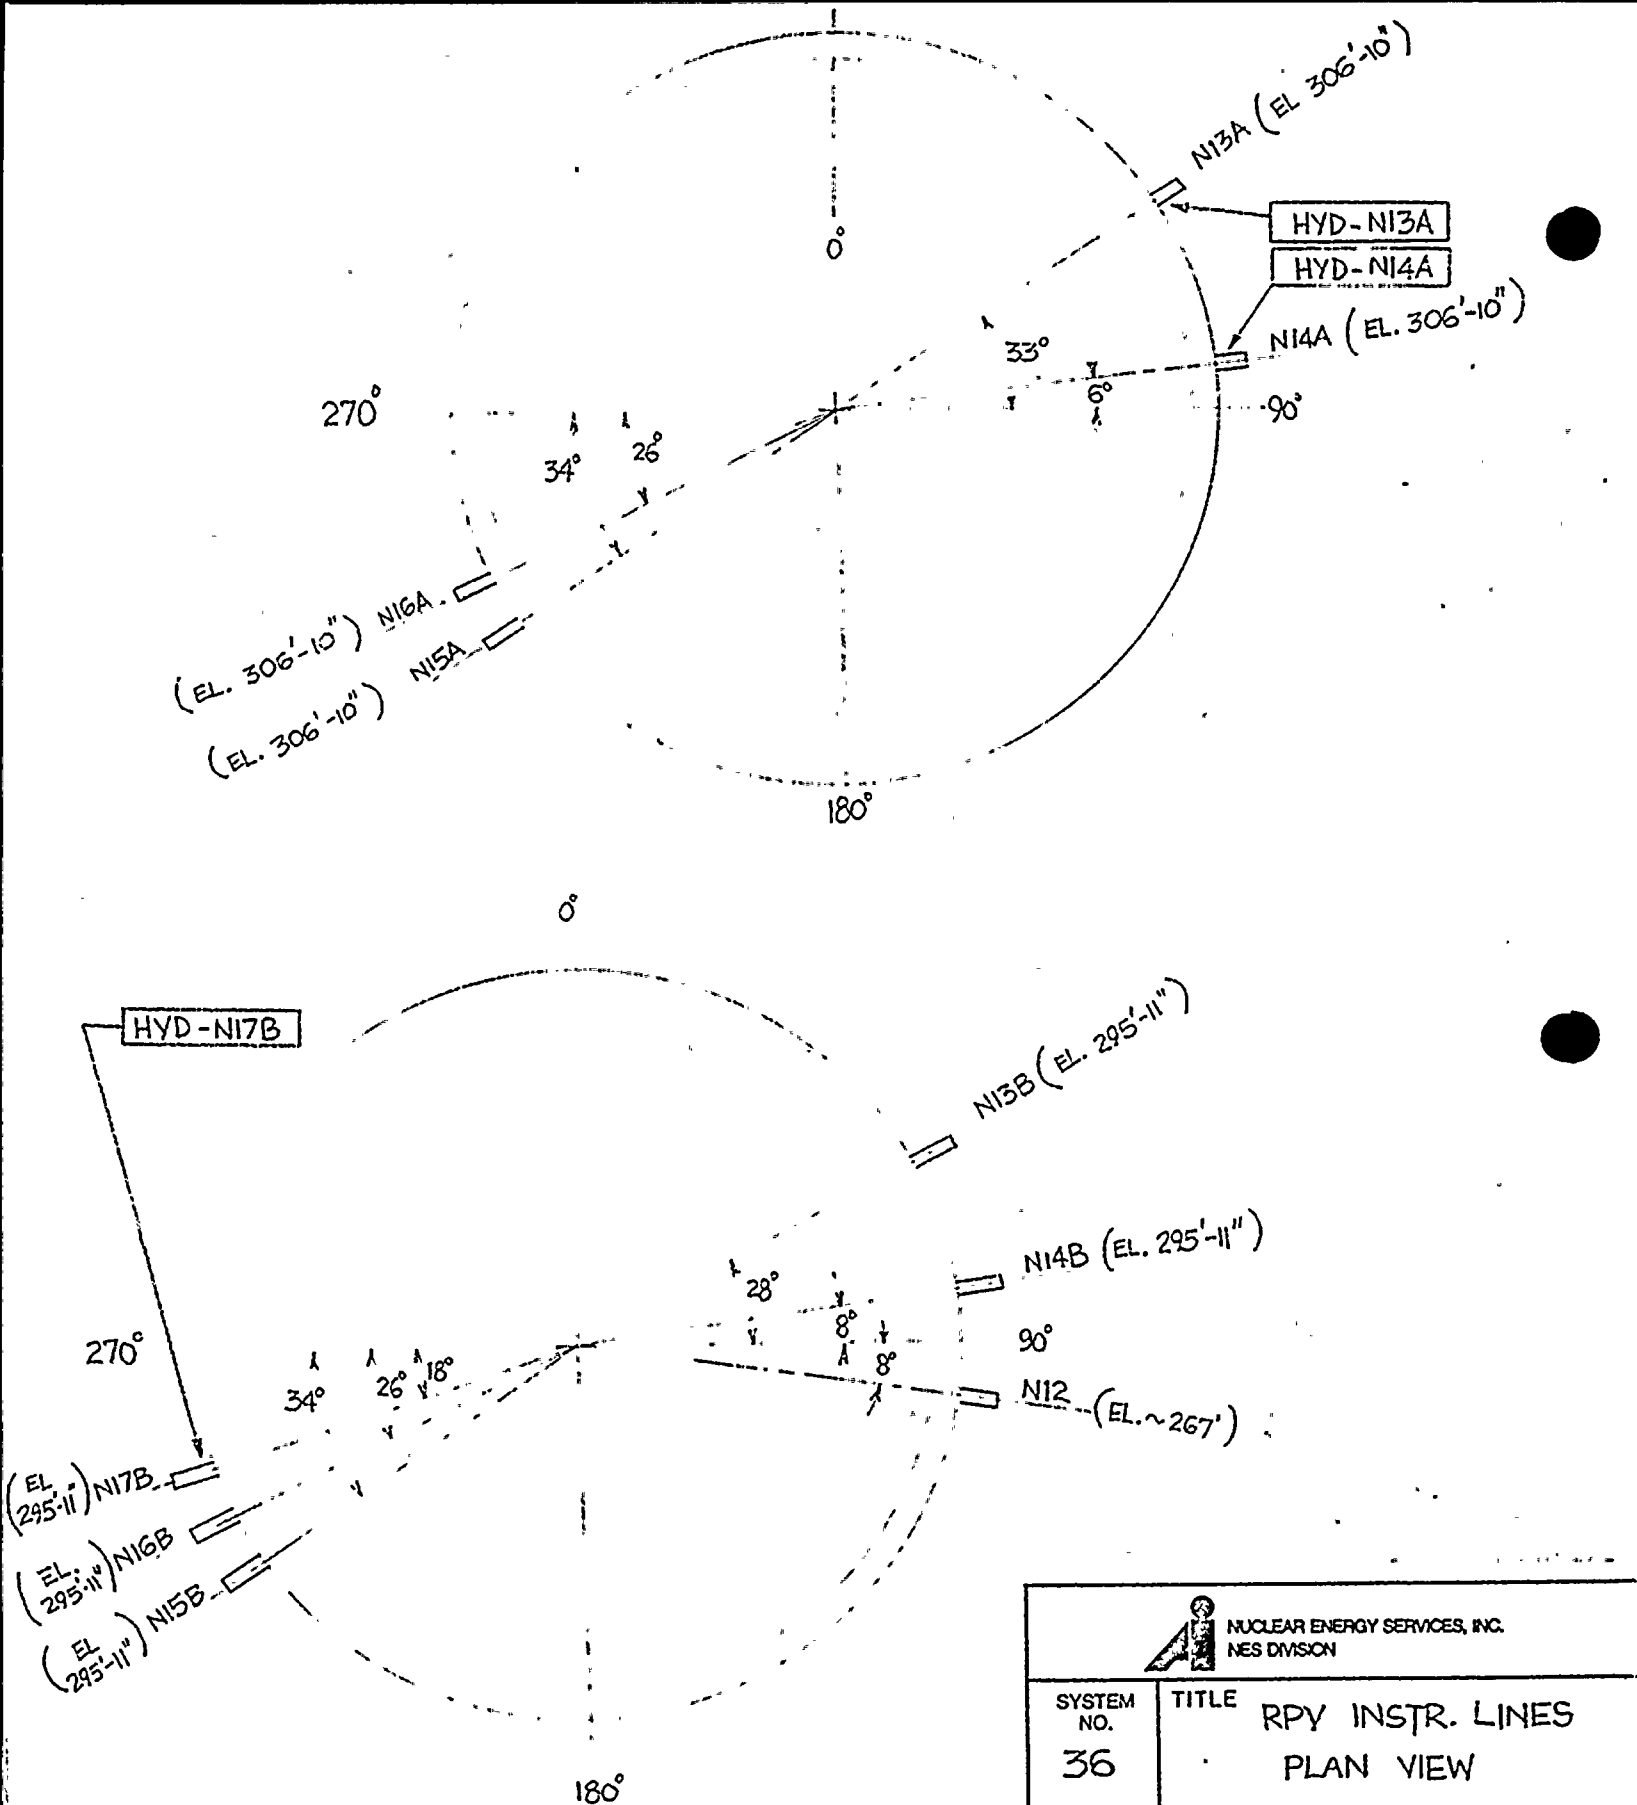 N13A (EL 306'-10")
0°
HYD-N13A
HYD-N14A
N14A (EL. 306'-10")
33°
6°
90°
270°
34°
26°
(EL. 306'-10") N16A
(EL. 306'-10") N15A
180°
0°
HYD-N17B
N13B (EL. 295'-11")
N14B (EL. 295'-11")
28°
8°
8°
90°
270°
34°
26°
18°
N12 (EL.~267')
(EL 295'-11") N17B
(EL. 295'-11") N16B
(EL 295'-11") N15B
180°
NUCLEAR ENERGY SERVICES, INC.
NES DIVISION
SYSTEM NO.
36
TITLE
RPV INSTR. LINES
PLAN VIEW